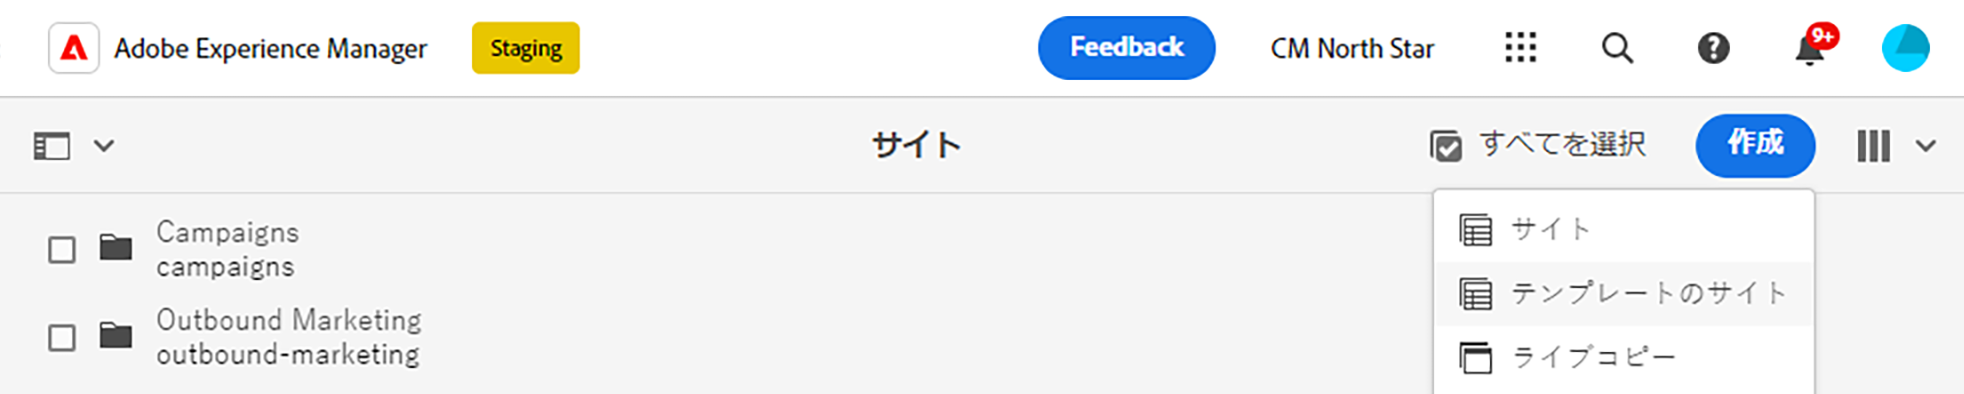 Adobe Experience Manager Staging Feedback CM North Star 9+
サイト すべてを選択 作成
Campaigns
campaigns
Outbound Marketing
outbound-marketing
サイト
テンプレートのサイト
ライブコピー